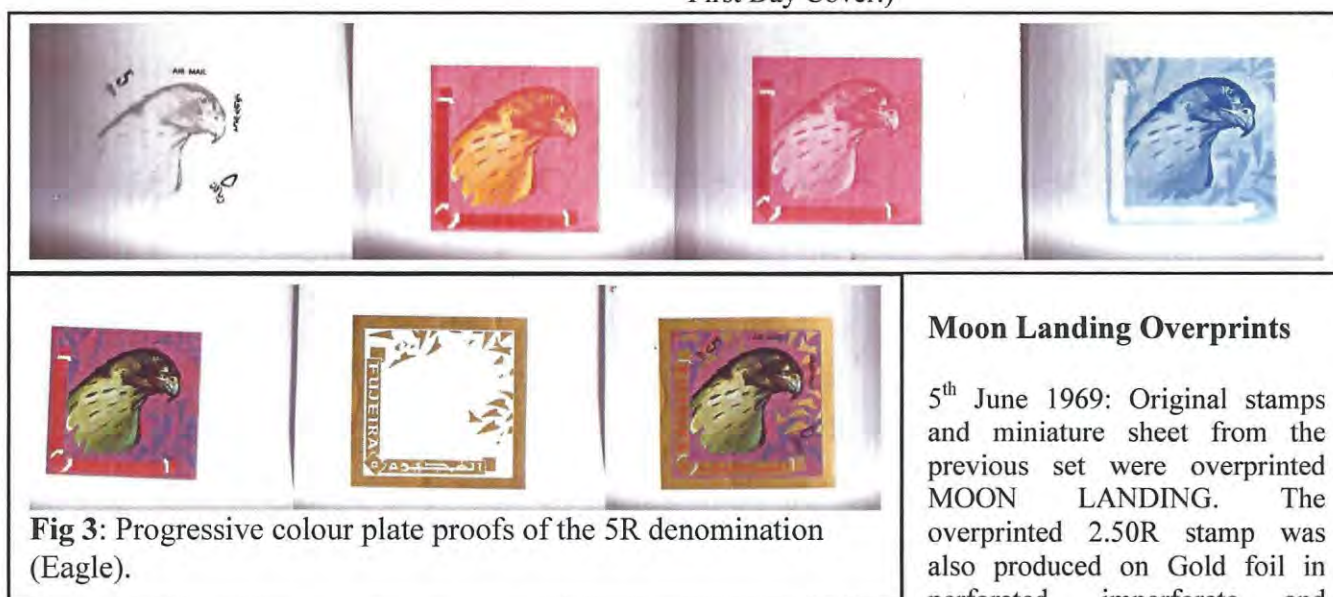 First Day Cover.)
AIR MAIL
FUJEIRA
الفجيرة
Fig 3: Progressive colour plate proofs of the 5R denomination
(Eagle).
Moon Landing Overprints
5th June 1969: Original stamps
and miniature sheet from the
previous set were overprinted
MOON LANDING. The
overprinted 2.50R stamp was
also produced on Gold foil in
perforated, imperforate and